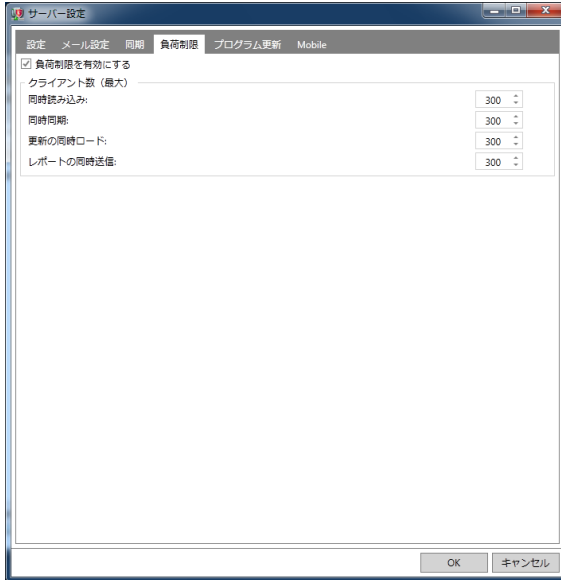 サーバー設定
設定 メール設定 同期 負荷制限 プログラム更新 Mobile
負荷制限を有効にする
クライアント数（最大）
同時読み込み: 300
同時同期: 300
更新の同時ロード: 300
レポートの同時送信: 300
OK キャンセル